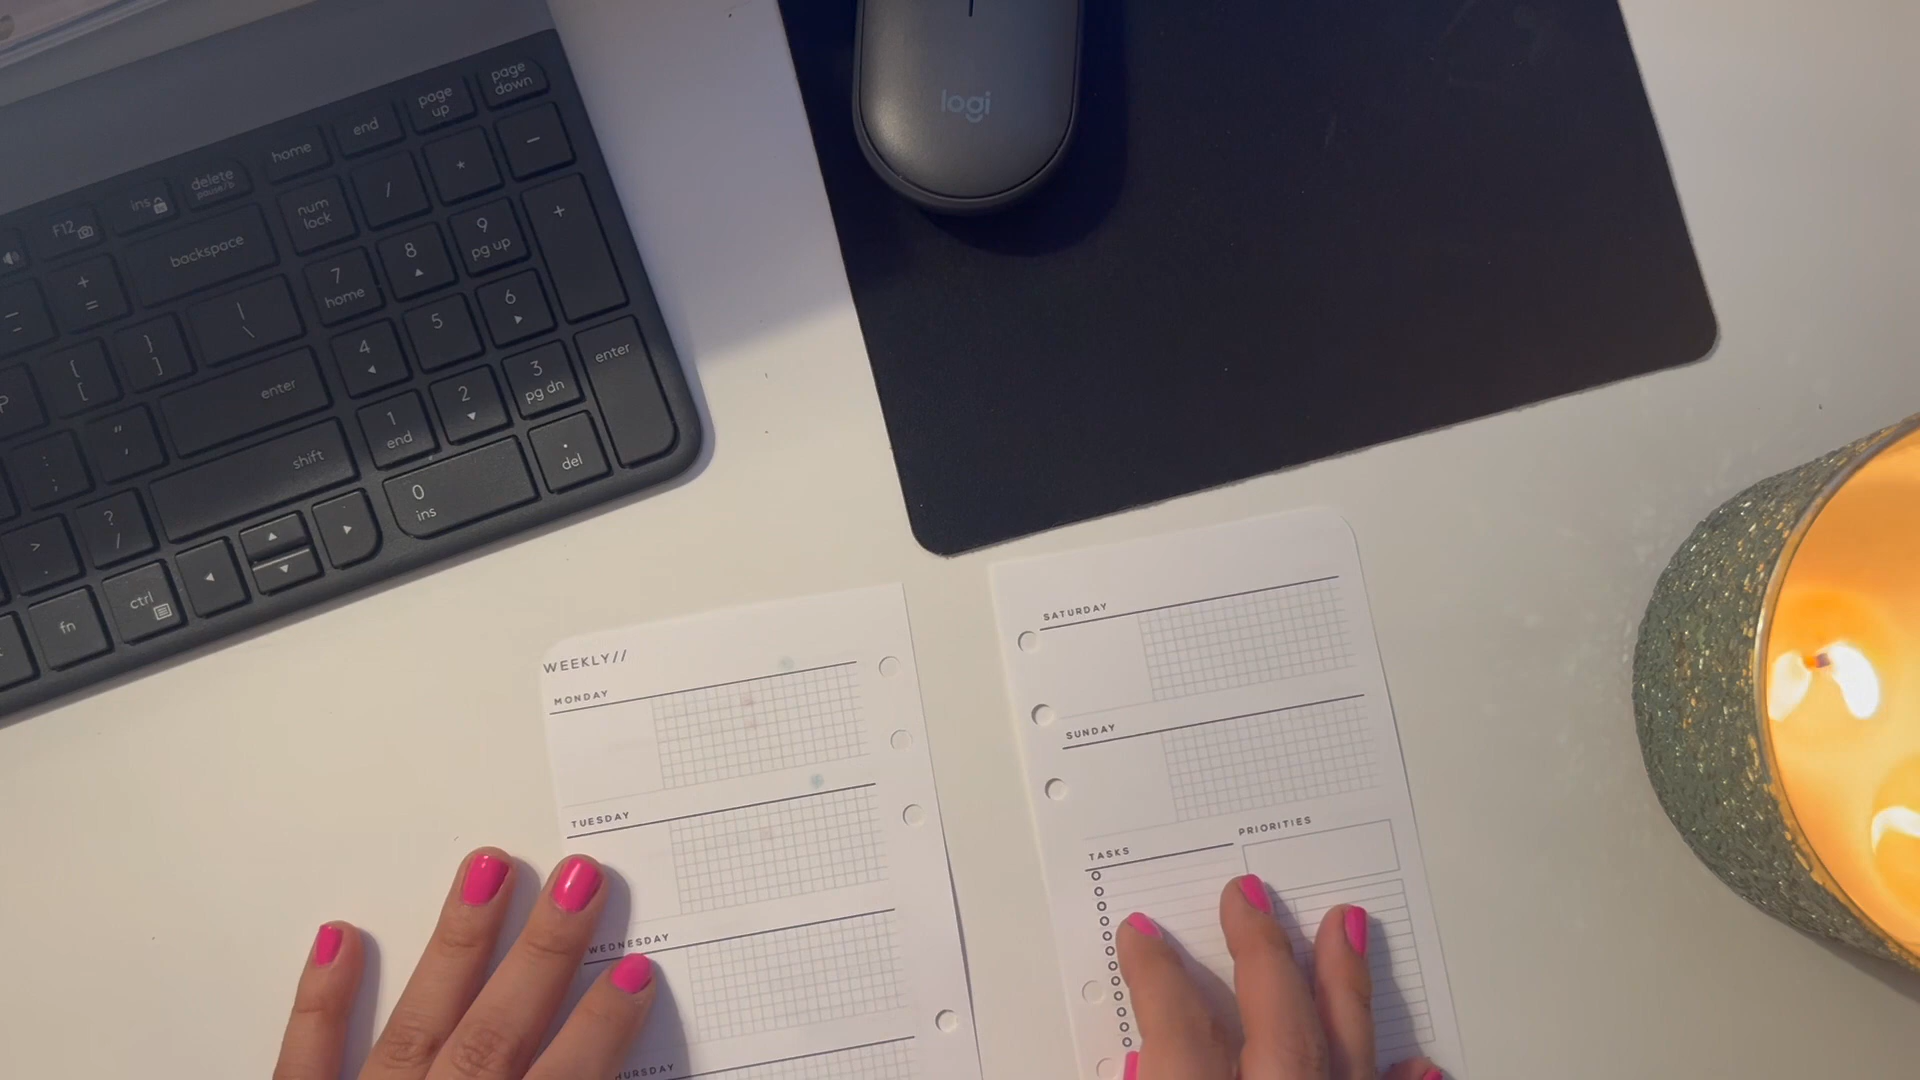 page down
page up
end
home
delete
pause/b
ins
F12
-
*
/
num lock
backspace
+
=
+
9
pg up
8
7
home
|
\
}
]
{
[
6
5
4
enter
3
pg dn
2
1
end
enter
"
,
:
;
P
shift
del
0
ins
?
/
>
ctrl
fn
logi
WEEKLY//
MONDAY
TUESDAY
WEDNESDAY
SATURDAY
SUNDAY
TASKS
PRIORITIES